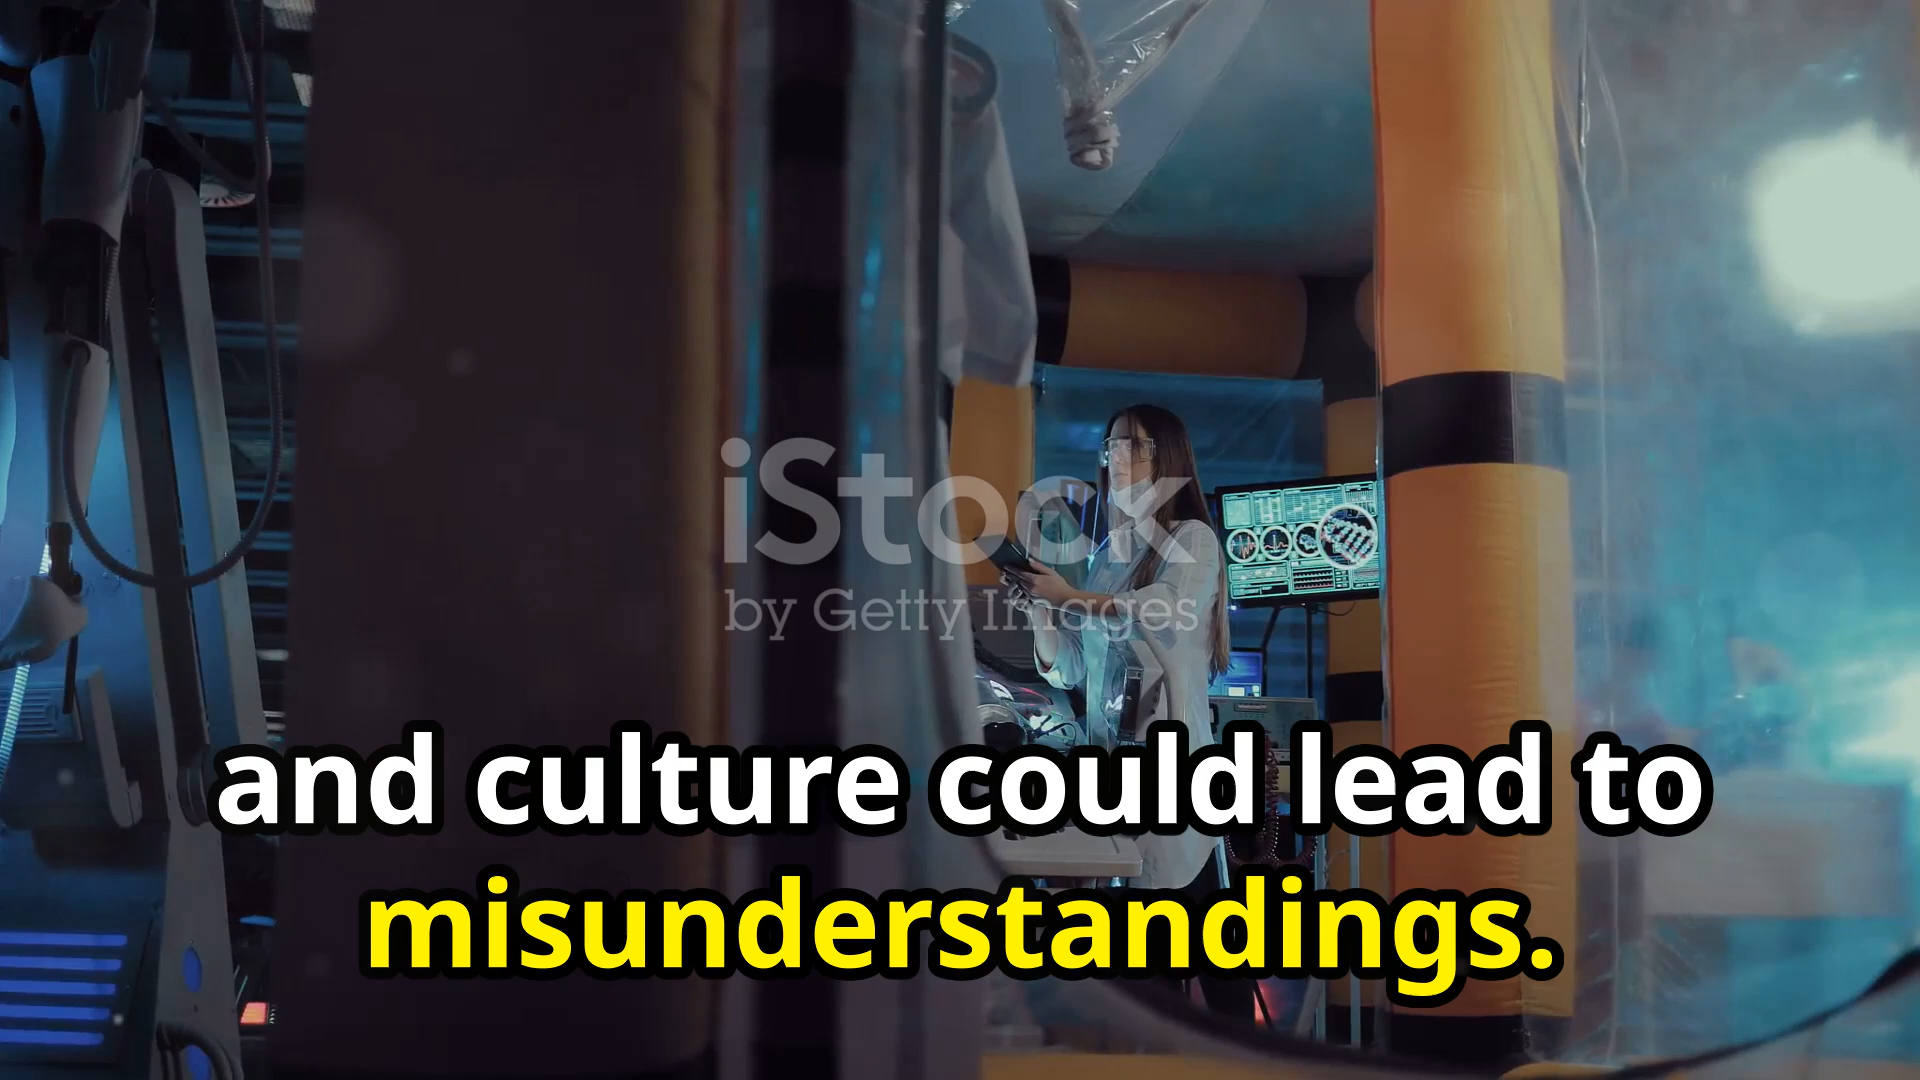 iStock
by Getty Images
and culture could lead to
misunderstandings.